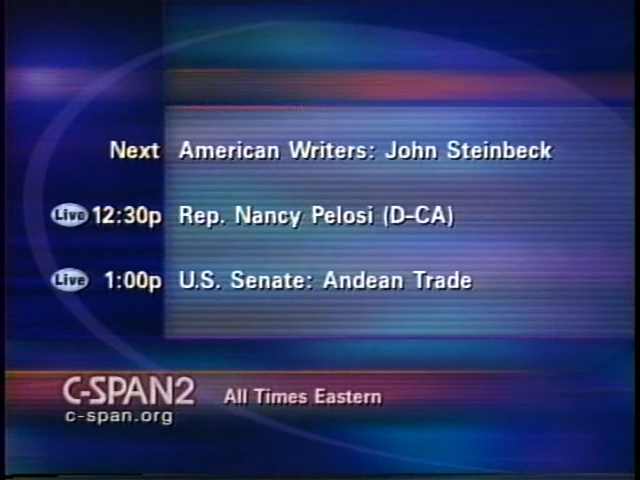 Next American Writers: John Steinbeck
Live 12:30p Rep. Nancy Pelosi (D-CA)
Live 1:00p U.S. Senate: Andean Trade
C-SPAN2 All Times Eastern
c-span.org